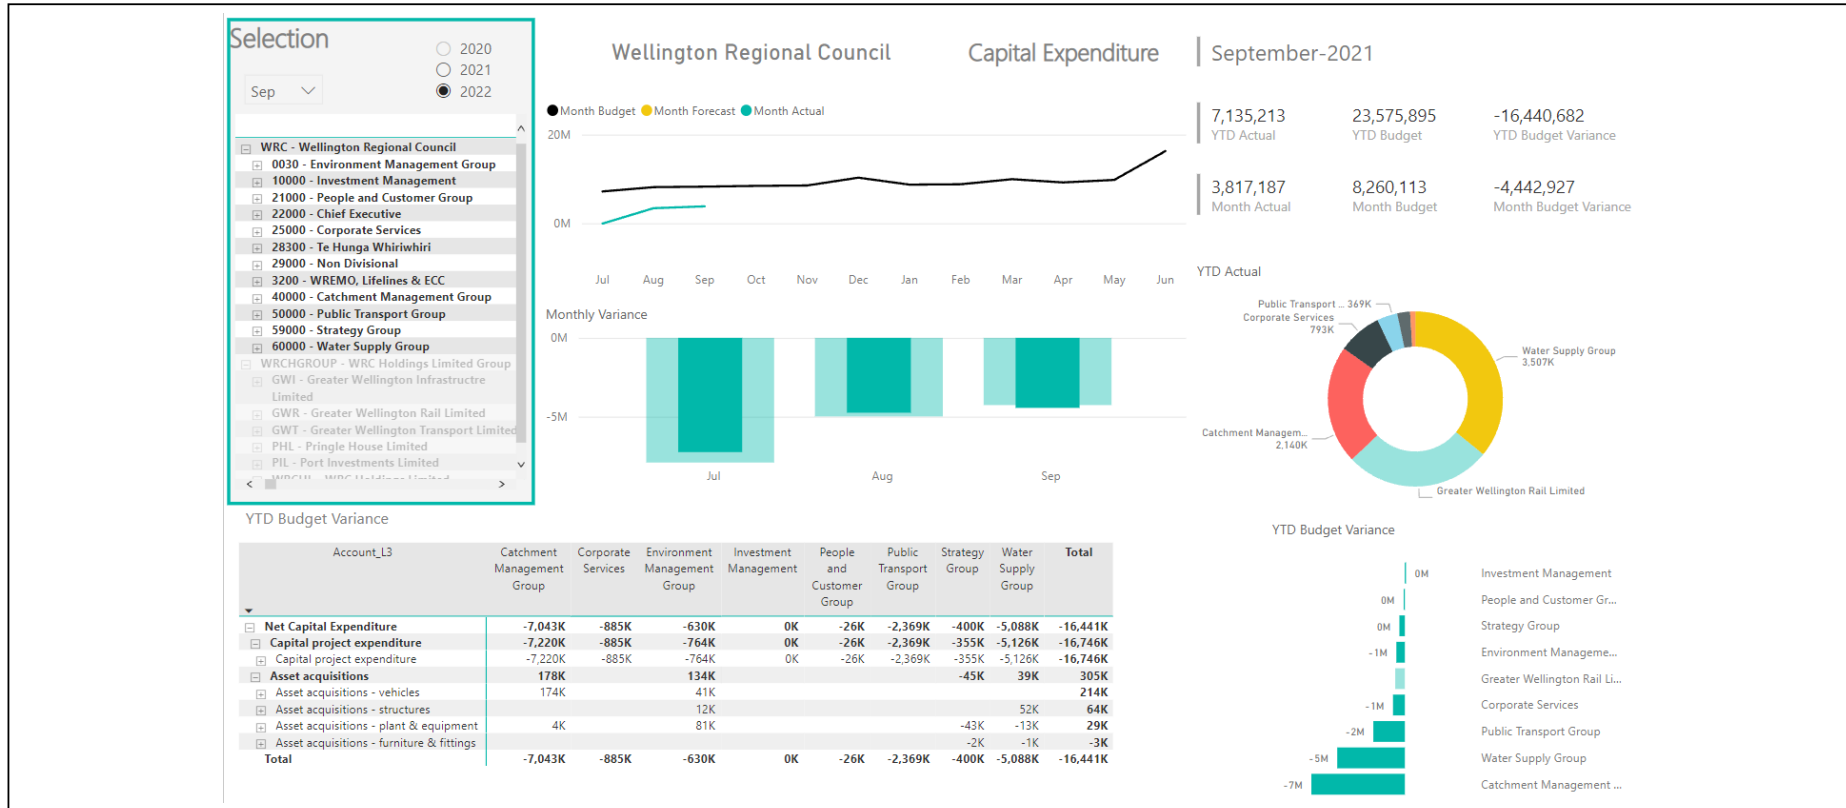 Selection
2020
2021
2022
Sep
WRC - Wellington Regional Council
0030 - Environment Management Group
10000 - Investment Management
21000 - People and Customer Group
22000 - Chief Executive
25000 - Corporate Services
28300 - Te Hunga Whiriwhiri
29000 - Non Divisional
3200 - WREMO, Lifelines & ECC
40000 - Catchment Management Group
50000 - Public Transport Group
59000 - Strategy Group
60000 - Water Supply Group
WRCHGROUP - WRC Holdings Limited Group
GWI - Greater Wellington Infrastructre
Limited
GWR - Greater Wellington Rail Limited
GWT - Greater Wellington Transport Limited
PHL - Pringle House Limited
PIL - Port Investments Limited
WRCHL - WRC Holdings Limited
Wellington Regional Council
Capital Expenditure
September-2021
Month Budget Month Forecast Month Actual
20M
0M
Jul Aug Sep Oct Nov Dec Jan Feb Mar Apr May Jun
7,135,213 23,575,895 -16,440,682
YTD Actual YTD Budget YTD Budget Variance
3,817,187 8,260,113 -4,442,927
Month Actual Month Budget Month Budget Variance
Monthly Variance
0M
-5M
Jul Aug Sep
YTD Actual
Public Transport ... 369K
Corporate Services
793K
Water Supply Group
3,507K
Catchment Managem...
2,140K
Greater Wellington Rail Limited
YTD Budget Variance
Account_L3
Catchment Management Group
Corporate Services
Environment Management Group
Investment Management
People and Customer Group
Public Transport Group
Strategy Group
Water Supply Group
Total
Net Capital Expenditure -7,043K -885K -630K 0K -26K -2,369K -400K -5,088K -16,441K
Capital project expenditure -7,220K -885K -764K 0K -26K -2,369K -355K -5,126K -16,746K
Capital project expenditure -7,220K -885K -764K 0K -26K -2,369K -355K -5,126K -16,746K
Asset acquisitions 178K 134K -45K 39K 305K
Asset acquisitions - vehicles 174K 41K 214K
Asset acquisitions - structures 12K 52K 64K
Asset acquisitions - plant & equipment 4K 81K -43K -13K 29K
Asset acquisitions - furniture & fittings -2K -1K -3K
Total -7,043K -885K -630K 0K -26K -2,369K -400K -5,088K -16,441K
YTD Budget Variance
0M Investment Management
0M People and Customer Gr...
0M Strategy Group
-1M Environment Manageme...
Greater Wellington Rail Li...
-1M Corporate Services
-2M Public Transport Group
-5M Water Supply Group
-7M Catchment Management ...